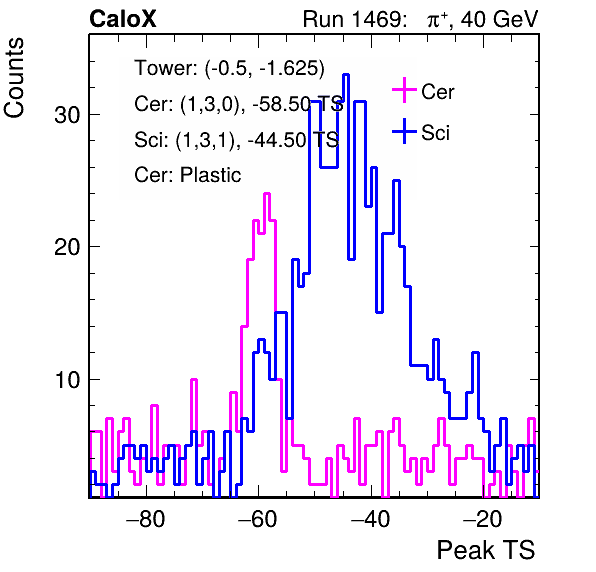 CaloX Run 1469: π⁺, 40 GeV
Counts
Tower: (-0.5, -1.625)
Cer: (1,3,0), -58.50 TS
Sci: (1,3,1), -44.50 TS
Cer: Plastic
Cer
Sci
30
20
10
−80 −60 −40 −20
Peak TS